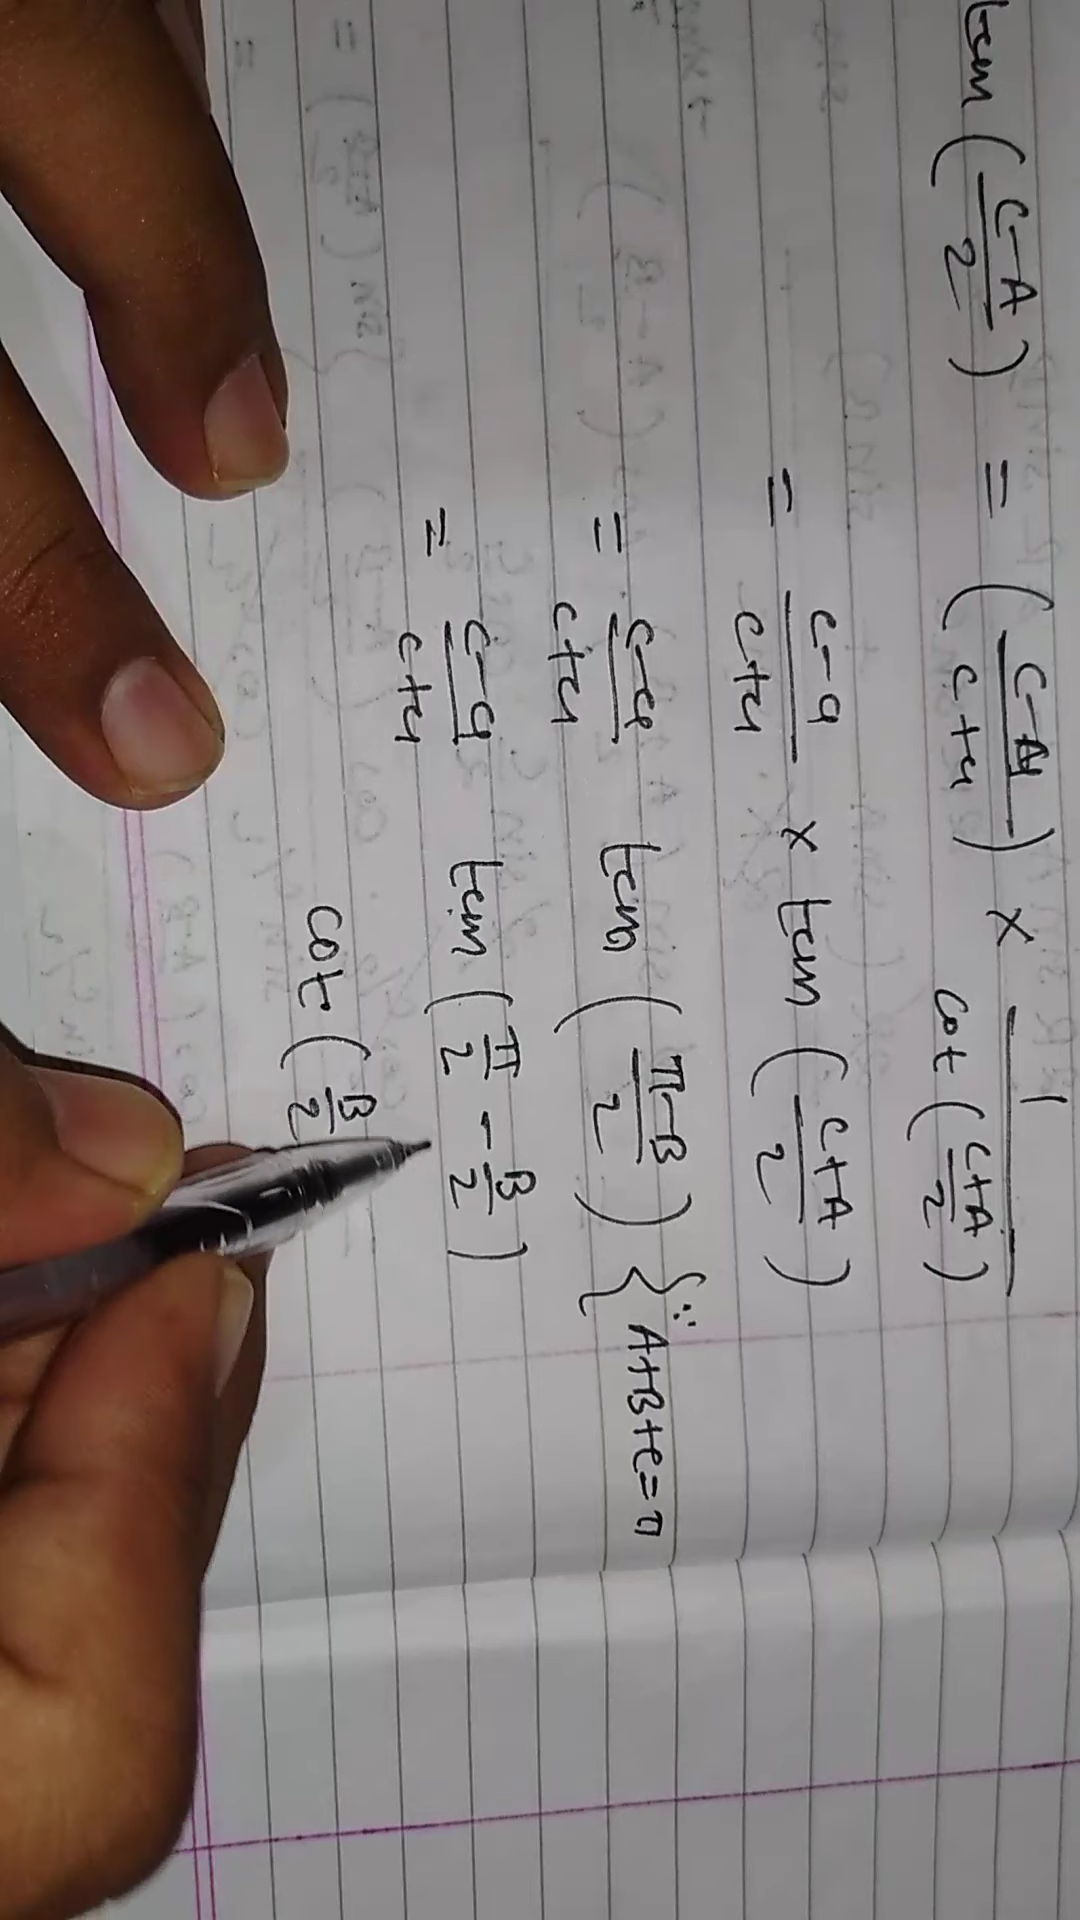 tan (C-A/2) = (c-a/c+a) × 1/cot (C+A/2)
= c-a/c+a × tan (C+A/2)
= c-a/c+a tan (π-B/2) {∵ A+B+C=π
= c-a/c+a tan (π/2 - B/2)
cot (B/2